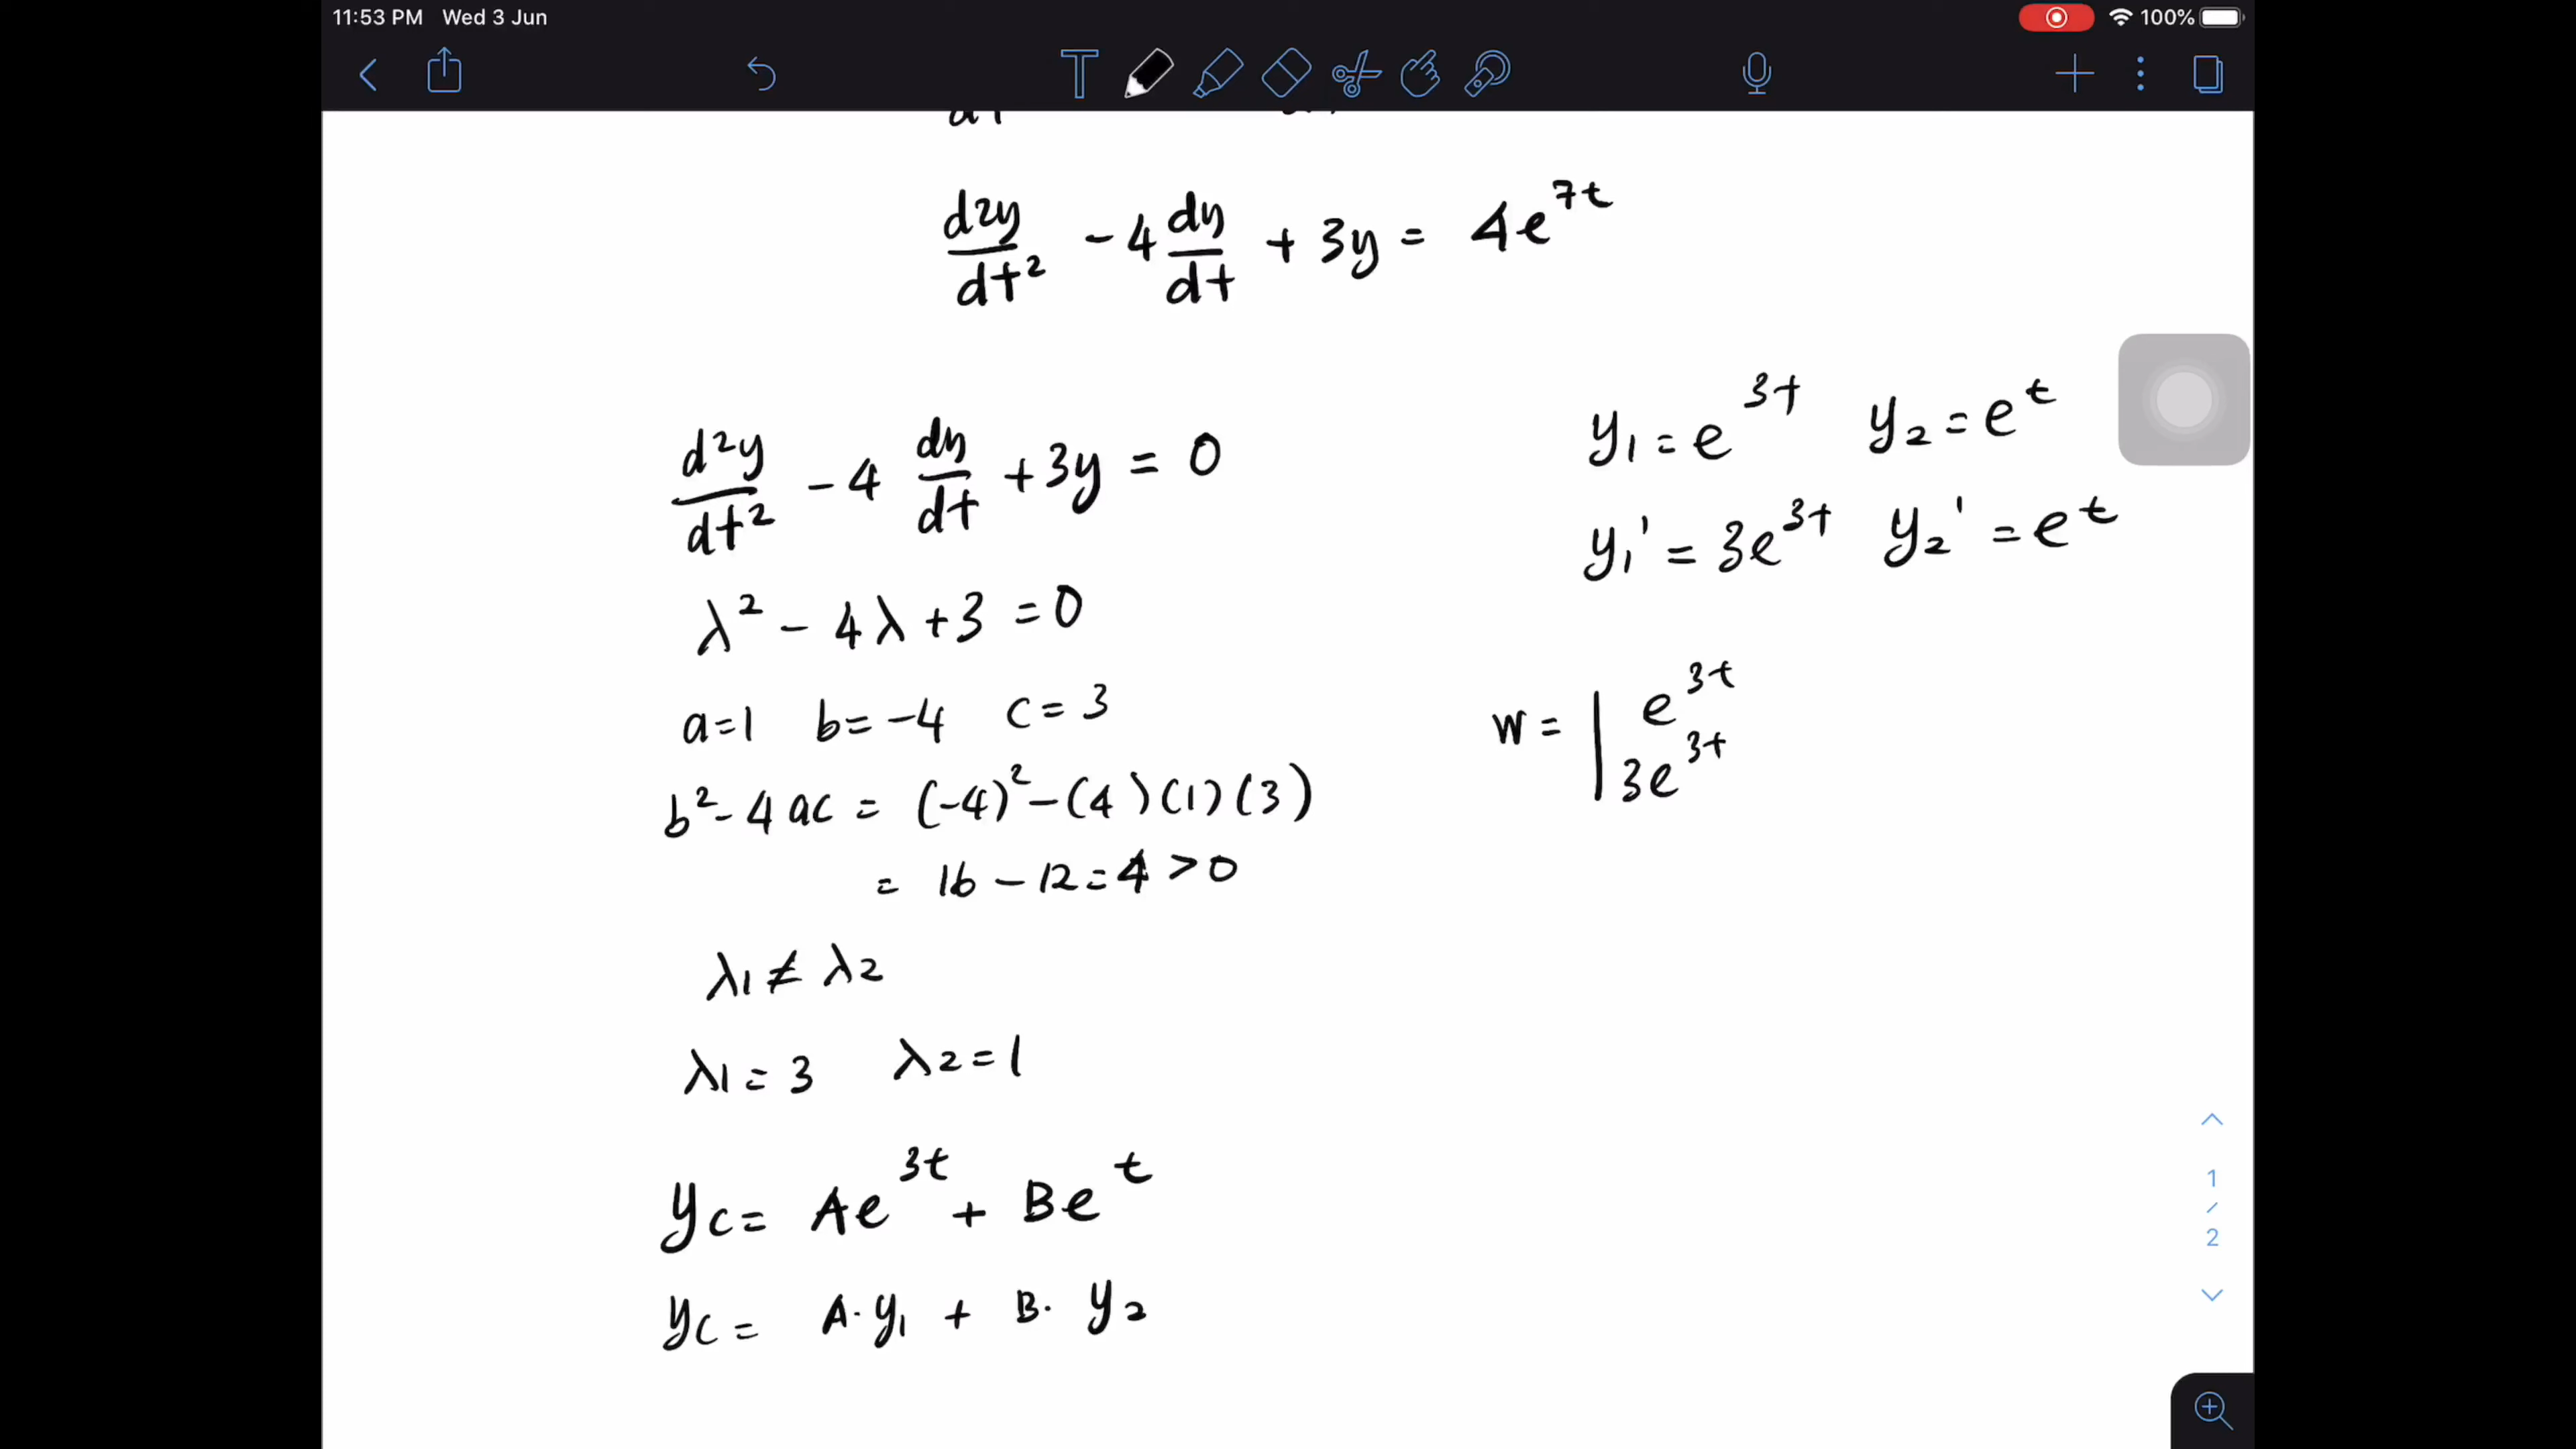 11:53 PM Wed 3 Jun 100%
d2y/dt² - 4 dy/dt + 3y = 4e^7t
d²y/dt² - 4 dy/dt + 3y = 0
λ² - 4λ + 3 = 0
a=1 b=-4 c=3
b²-4ac = (-4)²-(4)(1)(3)
= 16 - 12 = 4 > 0
λ1 ≠ λ2
λ1 = 3 λ2 = 1
yc = Ae^3t + Be^t
yc = A·y1 + B·y2
y1 = e^3t y2 = e^t
y1' = 3e^3t y2' = e^t
W = | e^3t
3e^3t
1
/
2